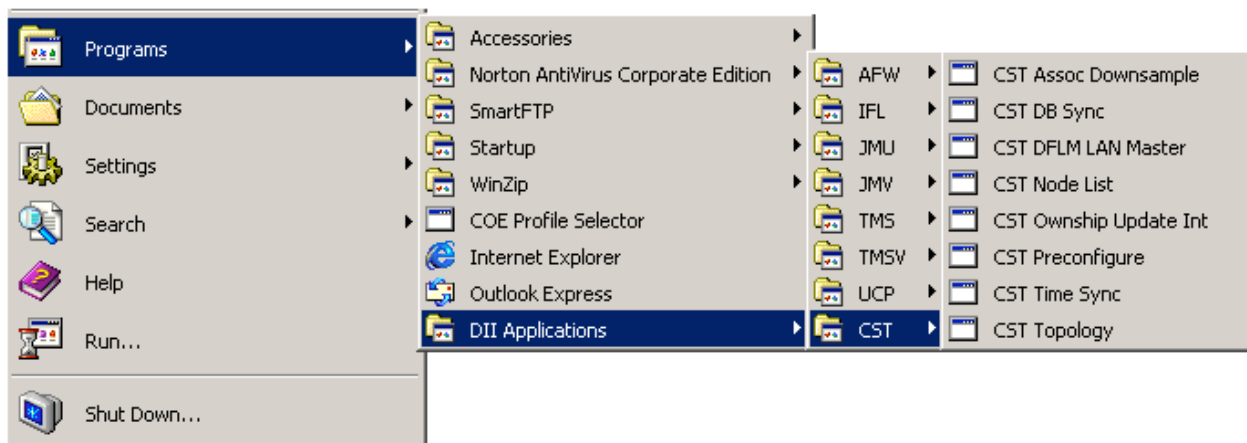 Programs
Documents
Settings
Search
Help
Run...
Shut Down...
Accessories
Norton AntiVirus Corporate Edition
SmartFTP
Startup
WinZip
COE Profile Selector
Internet Explorer
Outlook Express
DII Applications
AFW
IFL
JMU
JMV
TMS
TMSV
UCP
CST
CST Assoc Downsample
CST DB Sync
CST DFLM LAN Master
CST Node List
CST Ownship Update Int
CST Preconfigure
CST Time Sync
CST Topology